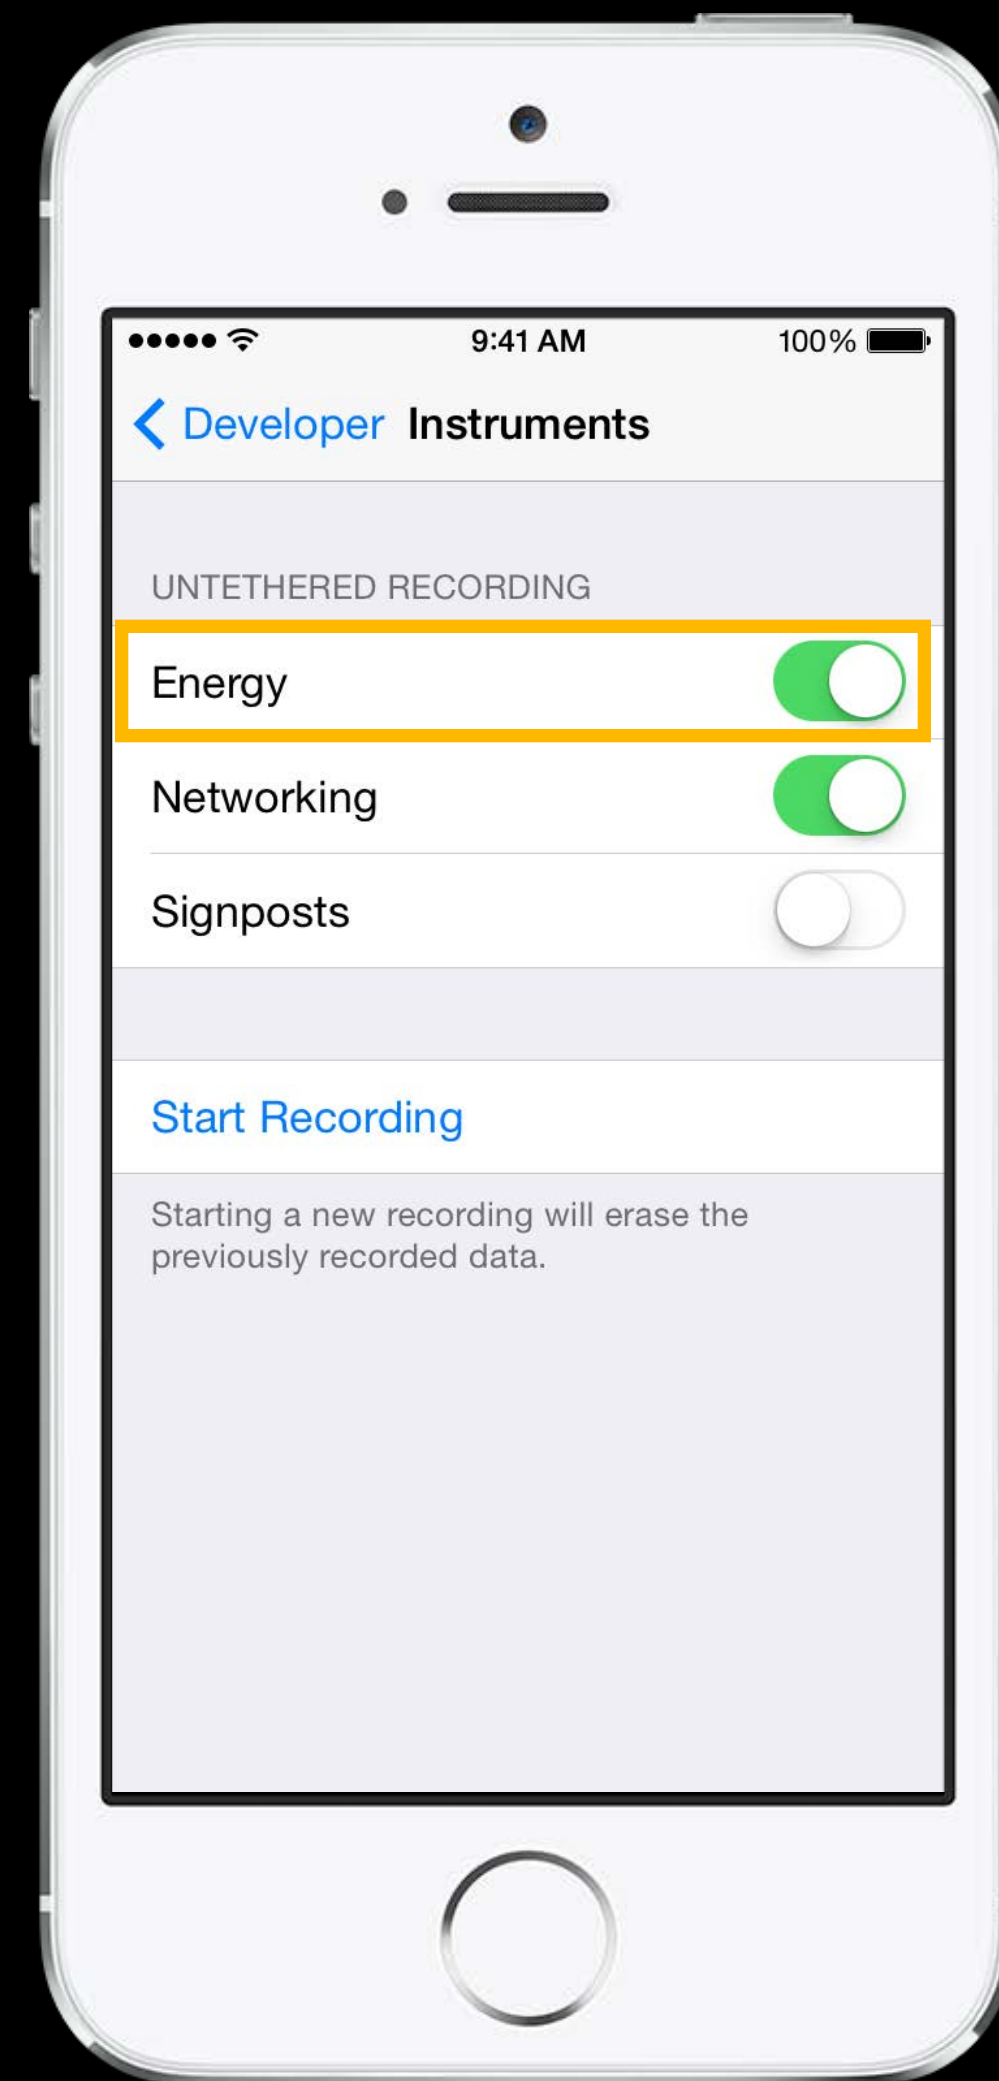 9:41 AM 100%
Developer Instruments
UNTETHERED RECORDING
Energy
Networking
Signposts
Start Recording
Starting a new recording will erase the
previously recorded data.